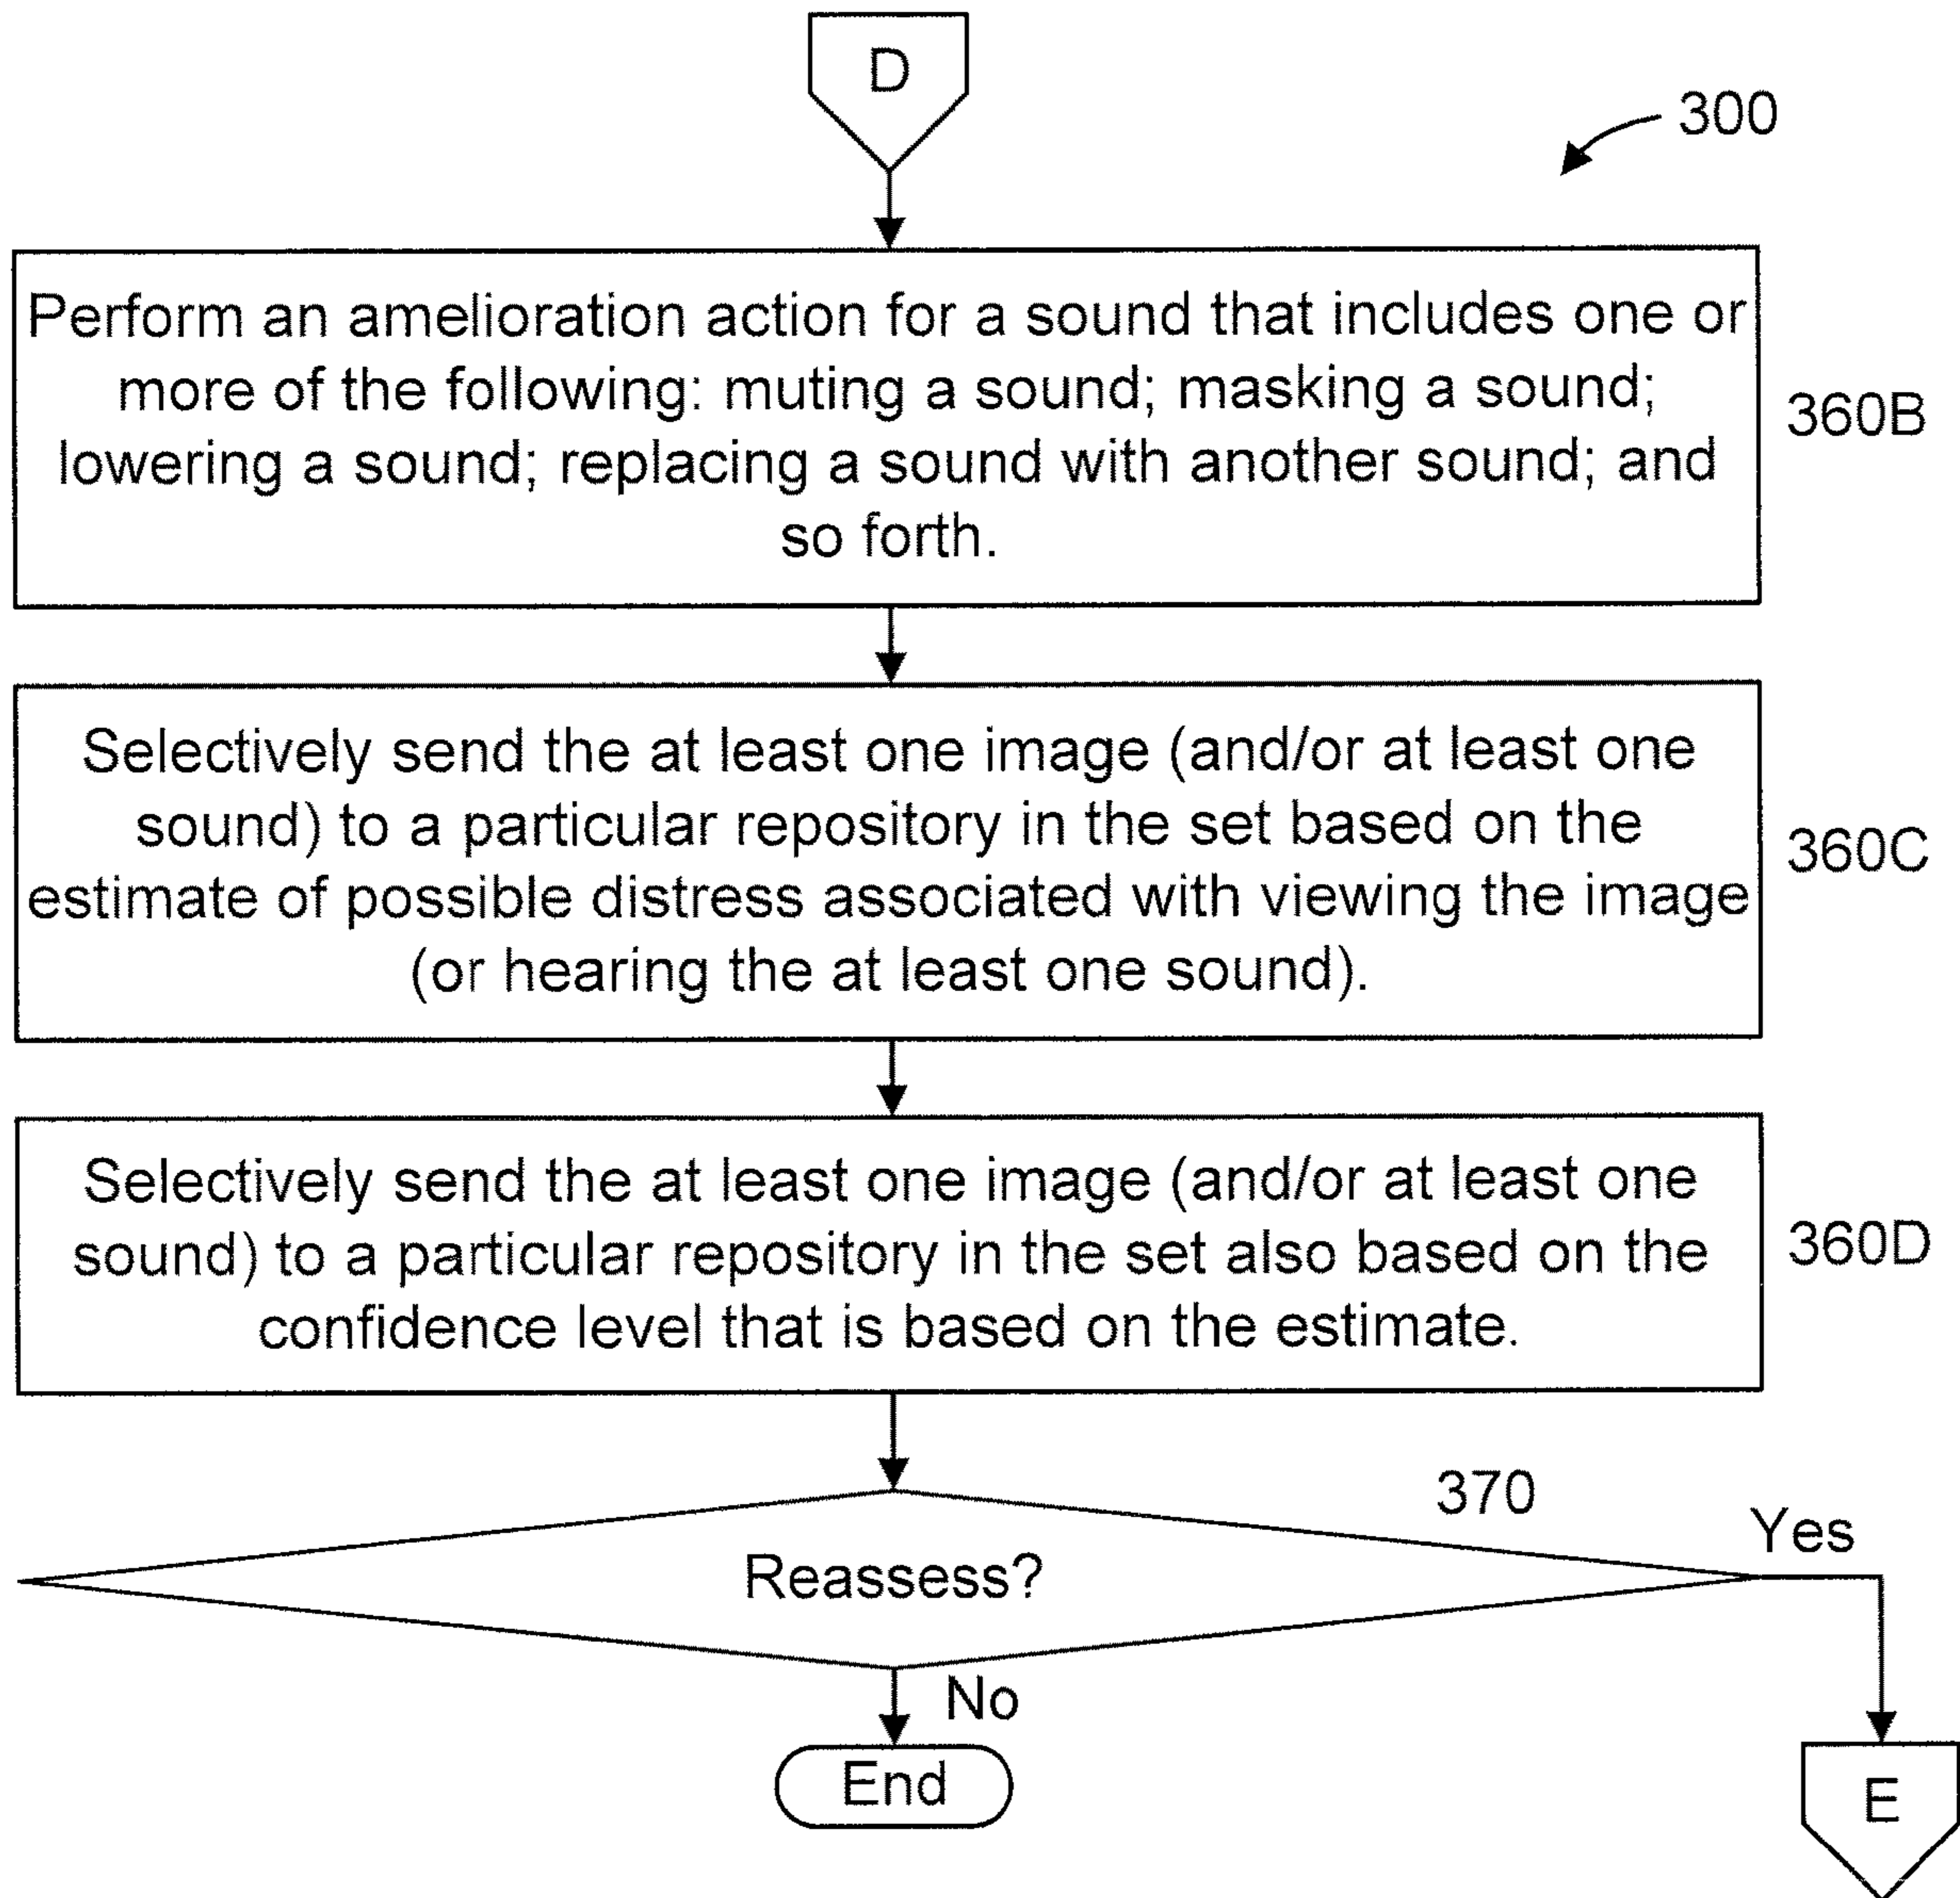 D
300
Perform an amelioration action for a sound that includes one or
more of the following: muting a sound; masking a sound;
lowering a sound; replacing a sound with another sound; and
so forth.
360B
Selectively send the at least one image (and/or at least one
sound) to a particular repository in the set based on the
estimate of possible distress associated with viewing the image
(or hearing the at least one sound).
360C
Selectively send the at least one image (and/or at least one
sound) to a particular repository in the set also based on the
confidence level that is based on the estimate.
360D
370
Yes
Reassess?
No
End
E